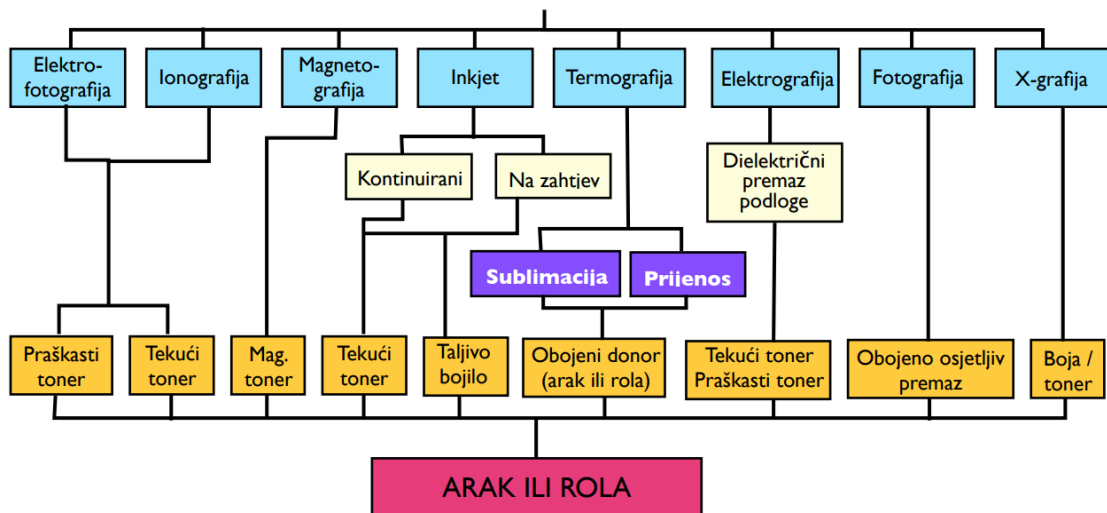 Elektro-
fotografija
Ionografija
Magneto-
grafija
Inkjet
Termografija
Elektrografija
Fotografija
X-grafija
Kontinuirani
Na zahtjev
Dielektrični
premaz
podloge
Sublimacija
Prijenos
Praškasti
toner
Tekući
toner
Mag.
toner
Tekući
toner
Taljivo
bojilo
Obojeni donor
(arak ili rola)
Tekući toner
Praškasti toner
Obojeno osjetljiv
premaz
Boja /
toner
ARAK ILI ROLA